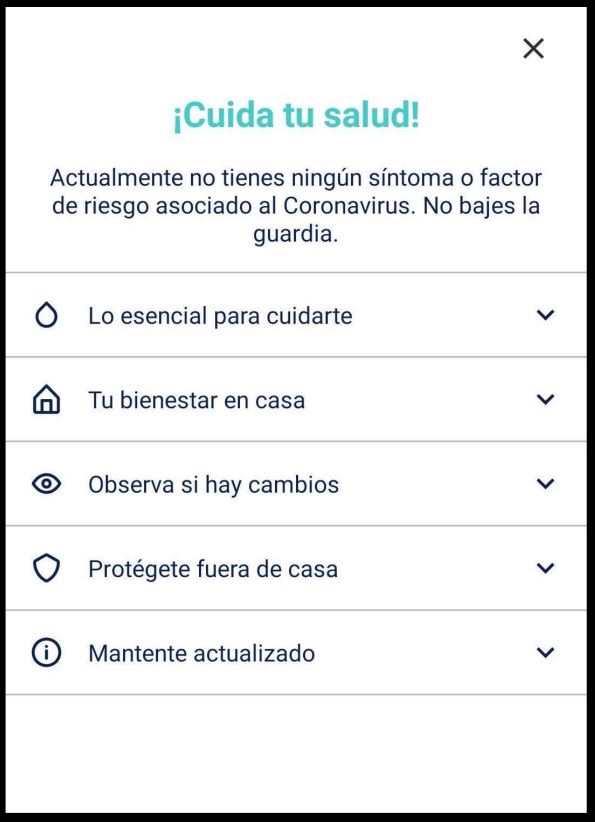 ¡Cuida tu salud!
Actualmente no tienes ningún síntoma o factor
de riesgo asociado al Coronavirus. No bajes la
guardia.
Lo esencial para cuidarte
Tu bienestar en casa
Observa si hay cambios
Protégete fuera de casa
Mantente actualizado